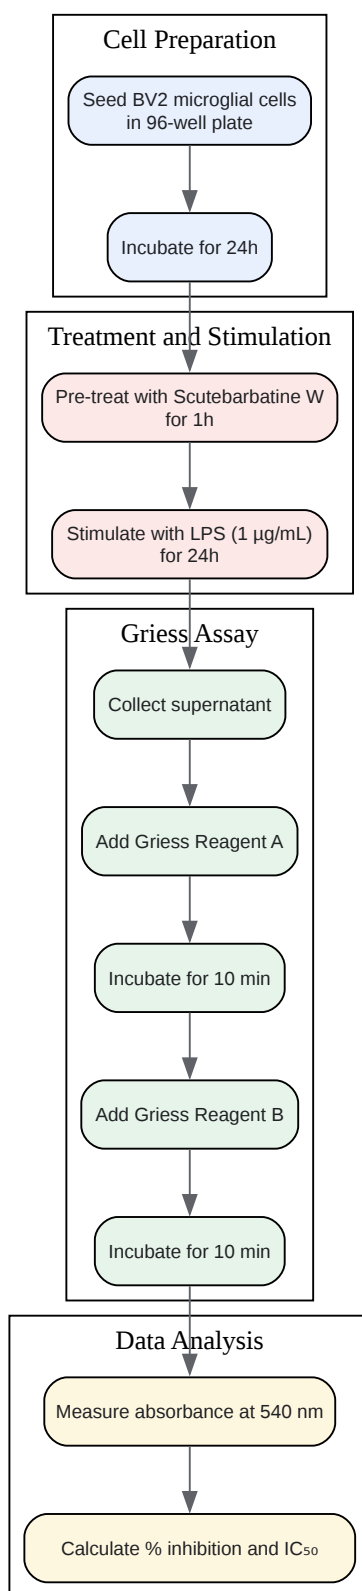 Cell Preparation
Seed BV2 microglial cells
in 96-well plate
Incubate for 24h
Treatment and Stimulation
Pre-treat with Scutebarbatine W
for 1h
Stimulate with LPS (1 µg/mL)
for 24h
Griess Assay
Collect supernatant
Add Griess Reagent A
Incubate for 10 min
Add Griess Reagent B
Incubate for 10 min
Data Analysis
Measure absorbance at 540 nm
Calculate % inhibition and IC₅₀